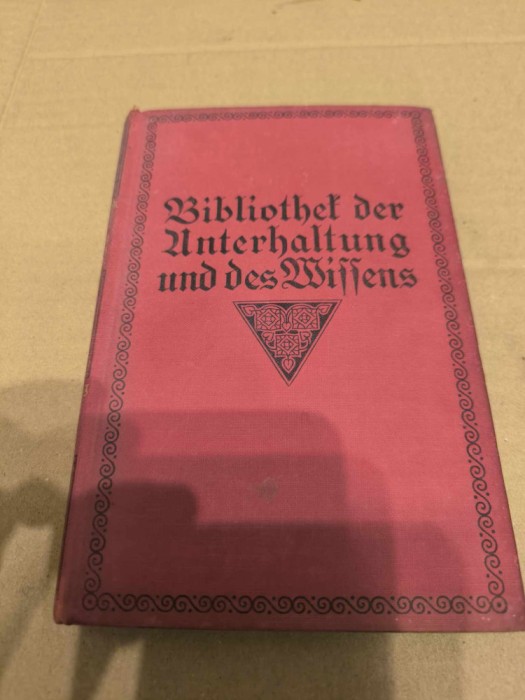 Bibliothek der
Unterhaltung
und des Wissens